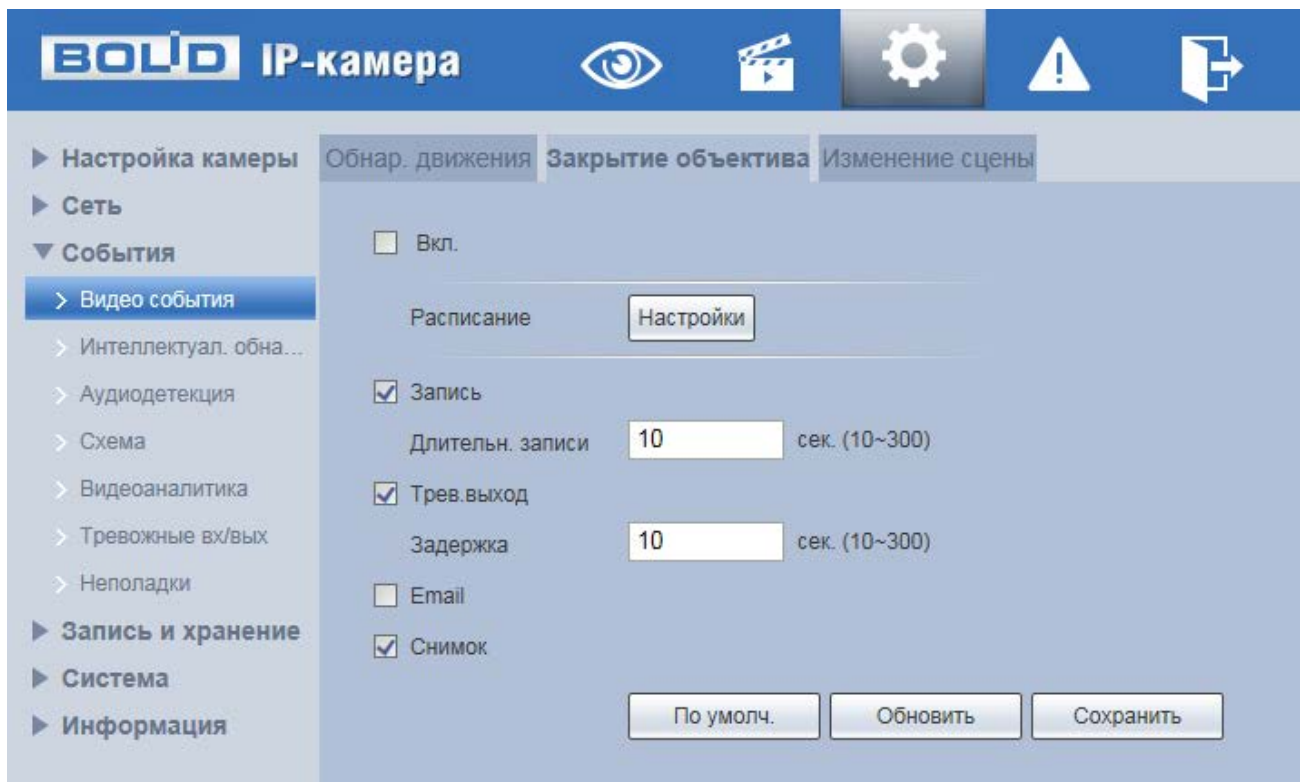 BOLID IP-камера
Настройка камеры
Сеть
События
Видео события
Интеллектуал. обна...
Аудиодетекция
Схема
Видеоаналитика
Тревожные вх/вых
Неполадки
Запись и хранение
Система
Информация
Обнар. движения Закрытие объектива Изменение сцены
Вкл.
Расписание Настройки
Запись
Длительн. записи 10 сек. (10~300)
Трев.выход
Задержка 10 сек. (10~300)
Email
Снимок
По умолч. Обновить Сохранить